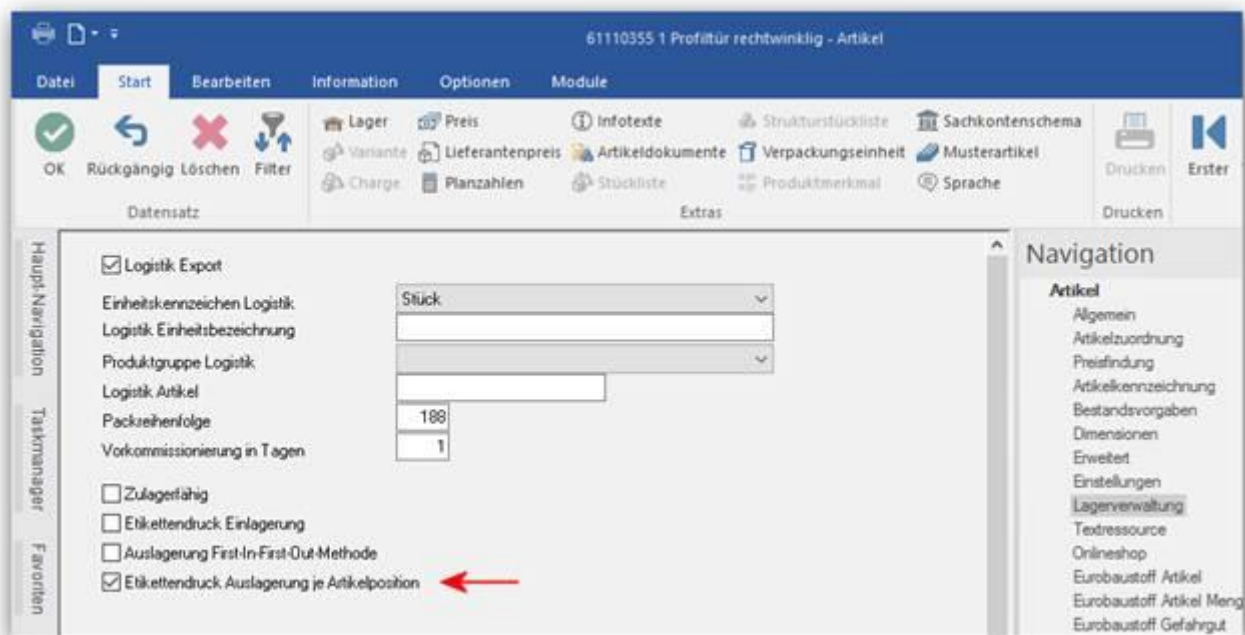 61110355 1 Profiltür rechtwinklig - Artikel
Datei Start Bearbeiten Information Optionen Module
Lager Preis Infotexte Strukturstückliste Sachkontenschema
Variante Lieferantenpreis Artikeldokumente Verpackungseinheit Musterartikel
Charge Planzahlen Stückliste Produktmerkmal Sprache
OK Rückgängig Löschen Filter Drucken Erster
Datensatz Extras Drucken
Haupt-Navigation
Taskmanager
Favoriten
Logistik Export
Einheitskennzeichen Logistik Stück
Logistik Einheitsbezeichnung
Produktgruppe Logistik
Logistik Artikel
Packreihenfolge 188
Vorkommissionierung in Tagen 1
Zulagerfähig
Etikettendruck Einlagerung
Auslagerung First-In-First-Out-Methode
Etikettendruck Auslagerung je Artikelposition
Navigation
Artikel
Allgemein
Artikelzuordnung
Preisfindung
Artikelkennzeichnung
Bestandsvorgaben
Dimensionen
Erweitert
Einstellungen
Lagerverwaltung
Textressource
Onlineshop
Eurobaustoff Artikel
Eurobaustoff Artikel Meng
Eurobaustoff Gefahrgut